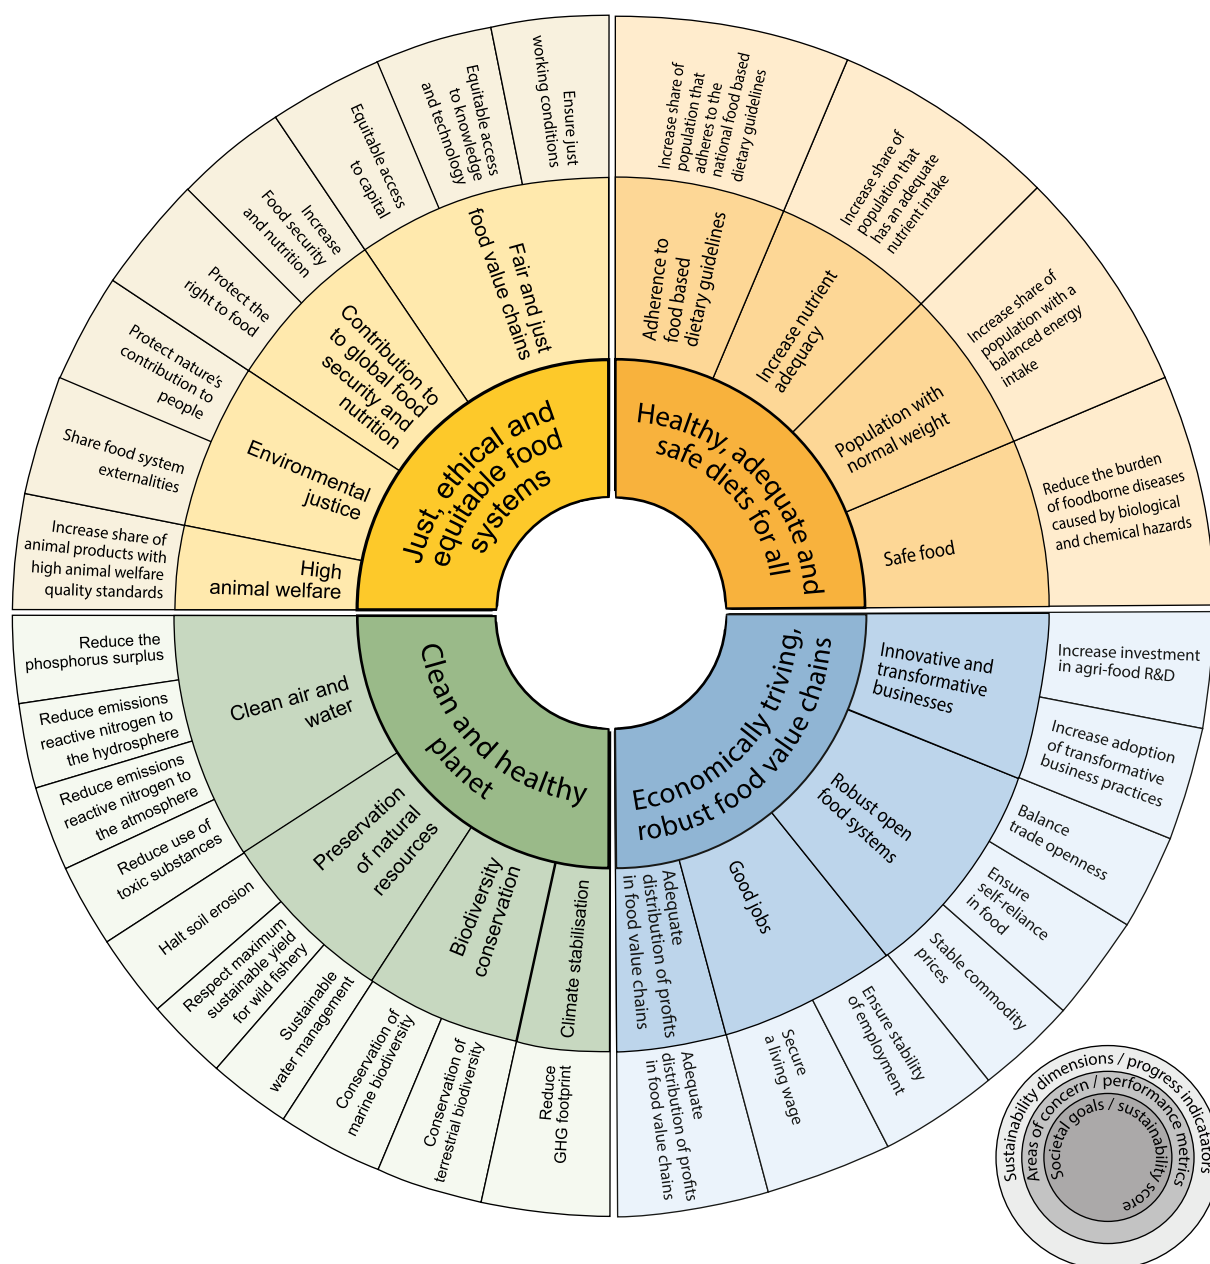 Just, ethical and
equitable food
systems
Fair and just
food value chains
Ensure just
working conditions
Equitable access
to knowledge
and technology
Equitable access
to capital
Contribution to
to global food
security and
nutrition
Increase
Food security
and nutrition
Protect the
right to food
Environmental
justice
Protect nature's
contribution to
people
Share food system
externalities
High
animal welfare
Increase share of
animal products with
high animal welfare
quality standards
Healthy, adequate and
safe diets for all
Adherence to
food based
dietary guidelines
Increase share of
population that
adheres to the
national food based
dietary guidelines
Increase nutrient
adequacy
Increase share of
population that
has an adequate
nutrient intake
Population with
normal weight
Increase share of
population with a
balanced energy
intake
Safe food
Reduce the burden
of foodborne diseases
caused by biological
and chemical hazards
Clean and healthy
planet
Clean air and
water
Reduce the
phosphorus surplus
Reduce emissions
reactive nitrogen to
the hydrosphere
Reduce emissions
reactive nitrogen to
the atmosphere
Reduce use of
toxic substances
Preservation
of natural
resources
Halt soil erosion
Respect maximum
sustainable yield
for wild fishery
Sustainable
water management
Biodiversity
conservation
Conservation of
marine biodiversity
Conservation of
terrestrial biodiversity
Climate stabilisation
Reduce
GHG footprint
Economically triving,
robust food value chains
Innovative and
transformative
businesses
Increase investment
in agri-food R&D
Increase adoption
of transformative
business practices
Robust open
food systems
Balance
trade openness
Ensure
self-reliance
in food
Stable commodity
prices
Good jobs
Ensure stability
of employment
Secure
a living wage
Adequate
distribution of profits
in food value chains
Adequate
distribution of profits
in food value chains
Sustainability dimensions / progress indicatators
Areas of concern / performance metrics
Societal goals / sustainability score